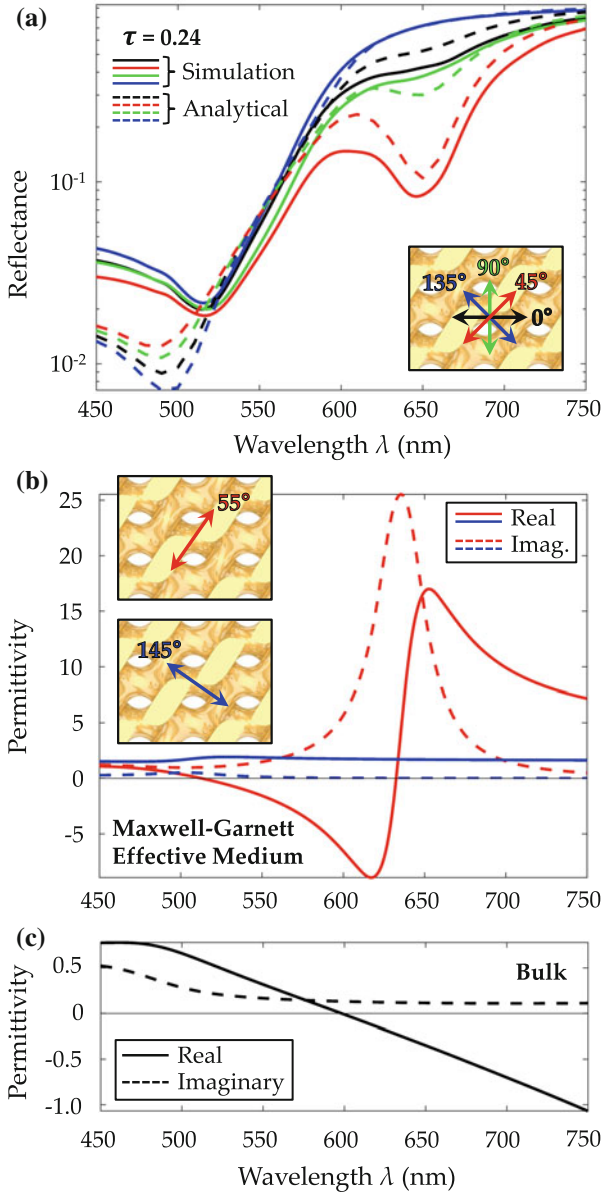 (a)
τ = 0.24
Simulation
Analytical
Reflectance
10⁻¹
10⁻²
135°
90°
45°
0°
450 500 550 600 650 700 750
Wavelength λ (nm)
(b)
55°
145°
Real
Imag.
Permittivity
25
20
15
10
5
0
-5
Maxwell-Garnett
Effective Medium
450 500 550 600 650 700 750
(c)
Permittivity
0.5
0
-0.5
-1.0
Bulk
Real
Imaginary
450 500 550 600 650 700 750
Wavelength λ (nm)